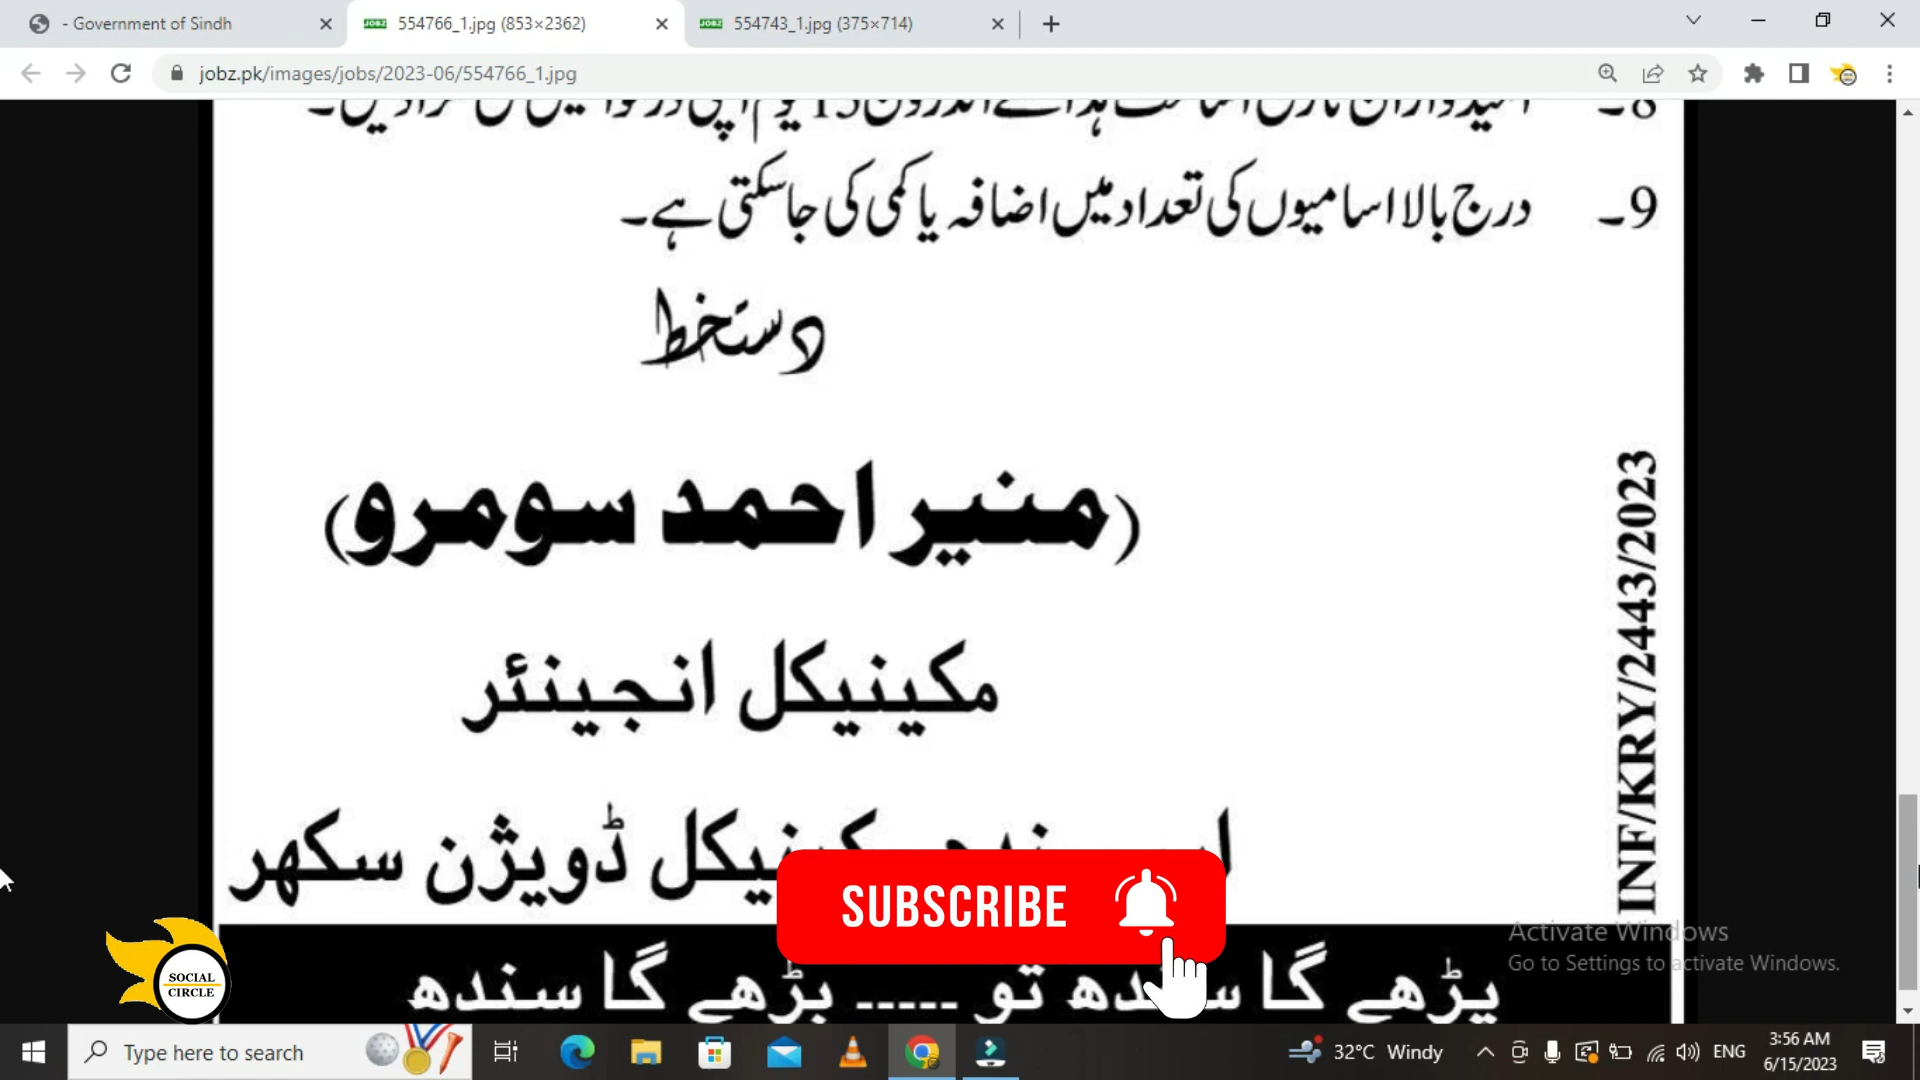 - Government of Sindh
554766_1.jpg (853×2362)
554743_1.jpg (375×714)
jobz.pk/images/jobs/2023-06/554766_1.jpg
9۔ درج بالا اسامیوں کی تعداد میں اضافہ یا کمی کی جاسکتی ہے۔
دستخط
(منیر احمد سومرو)
مکینیکل انجینئر
ڈویژن سکھر
INF/KRY/2443/2023
SUBSCRIBE
پڑھے گا سندھ تو ----- بڑھے گا سندھ
SOCIAL
CIRCLE
Activate Windows
Go to Settings to activate Windows.
Type here to search
32°C Windy
ENG
3:56 AM
6/15/2023